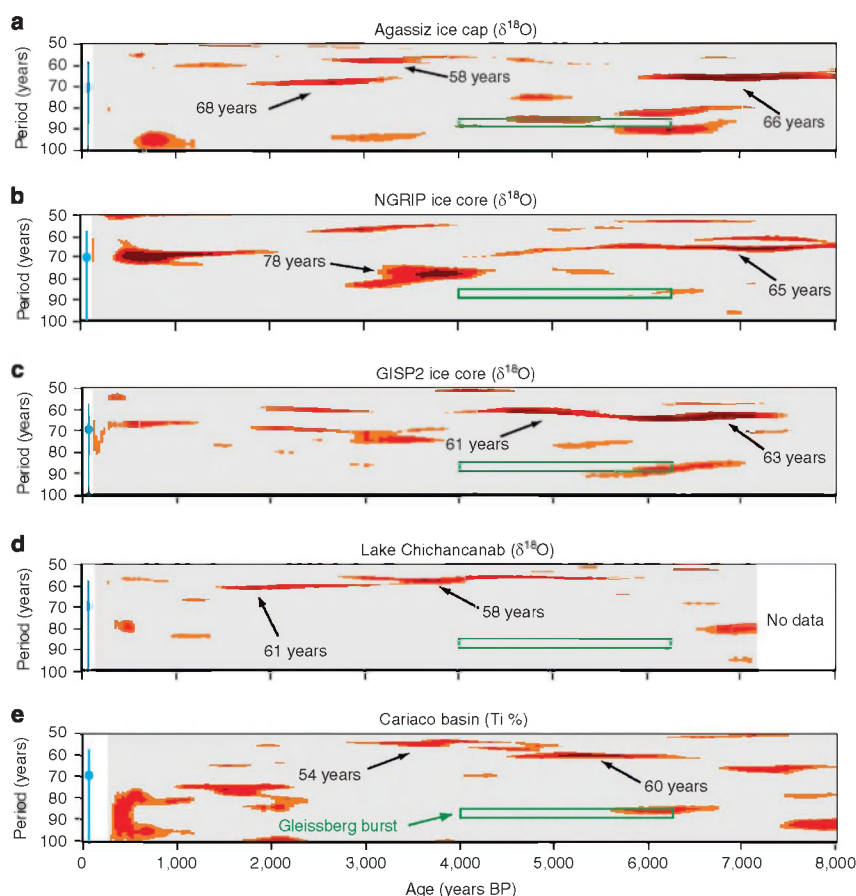 a
Agassiz ice cap (δ¹⁸O)
Period (years)
50
60
70
80
90
100
58 years
68 years
66 years
b
NGRIP ice core (δ¹⁸O)
Period (years)
50
60
70
80
90
100
78 years
65 years
c
GISP2 ice core (δ¹⁸O)
Period (years)
50
60
70
80
90
100
61 years
63 years
d
Lake Chichancanab (δ¹⁸O)
Period (years)
50
60
70
80
90
100
58 years
61 years
No data
e
Cariaco basin (Ti %)
Period (years)
50
60
70
80
90
100
54 years
60 years
Gleissberg burst
0
1,000
2,000
3,000
4,000
5,000
6,000
7,000
8,000
Age (years BP)